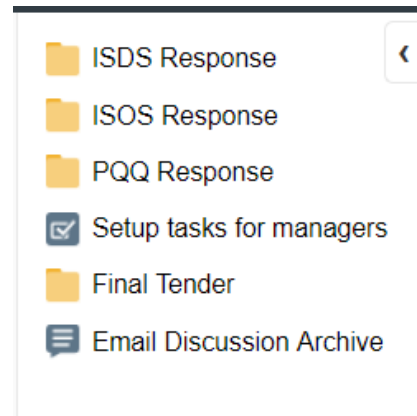 ISDS Response
ISOS Response
PQQ Response
Setup tasks for managers
Final Tender
Email Discussion Archive